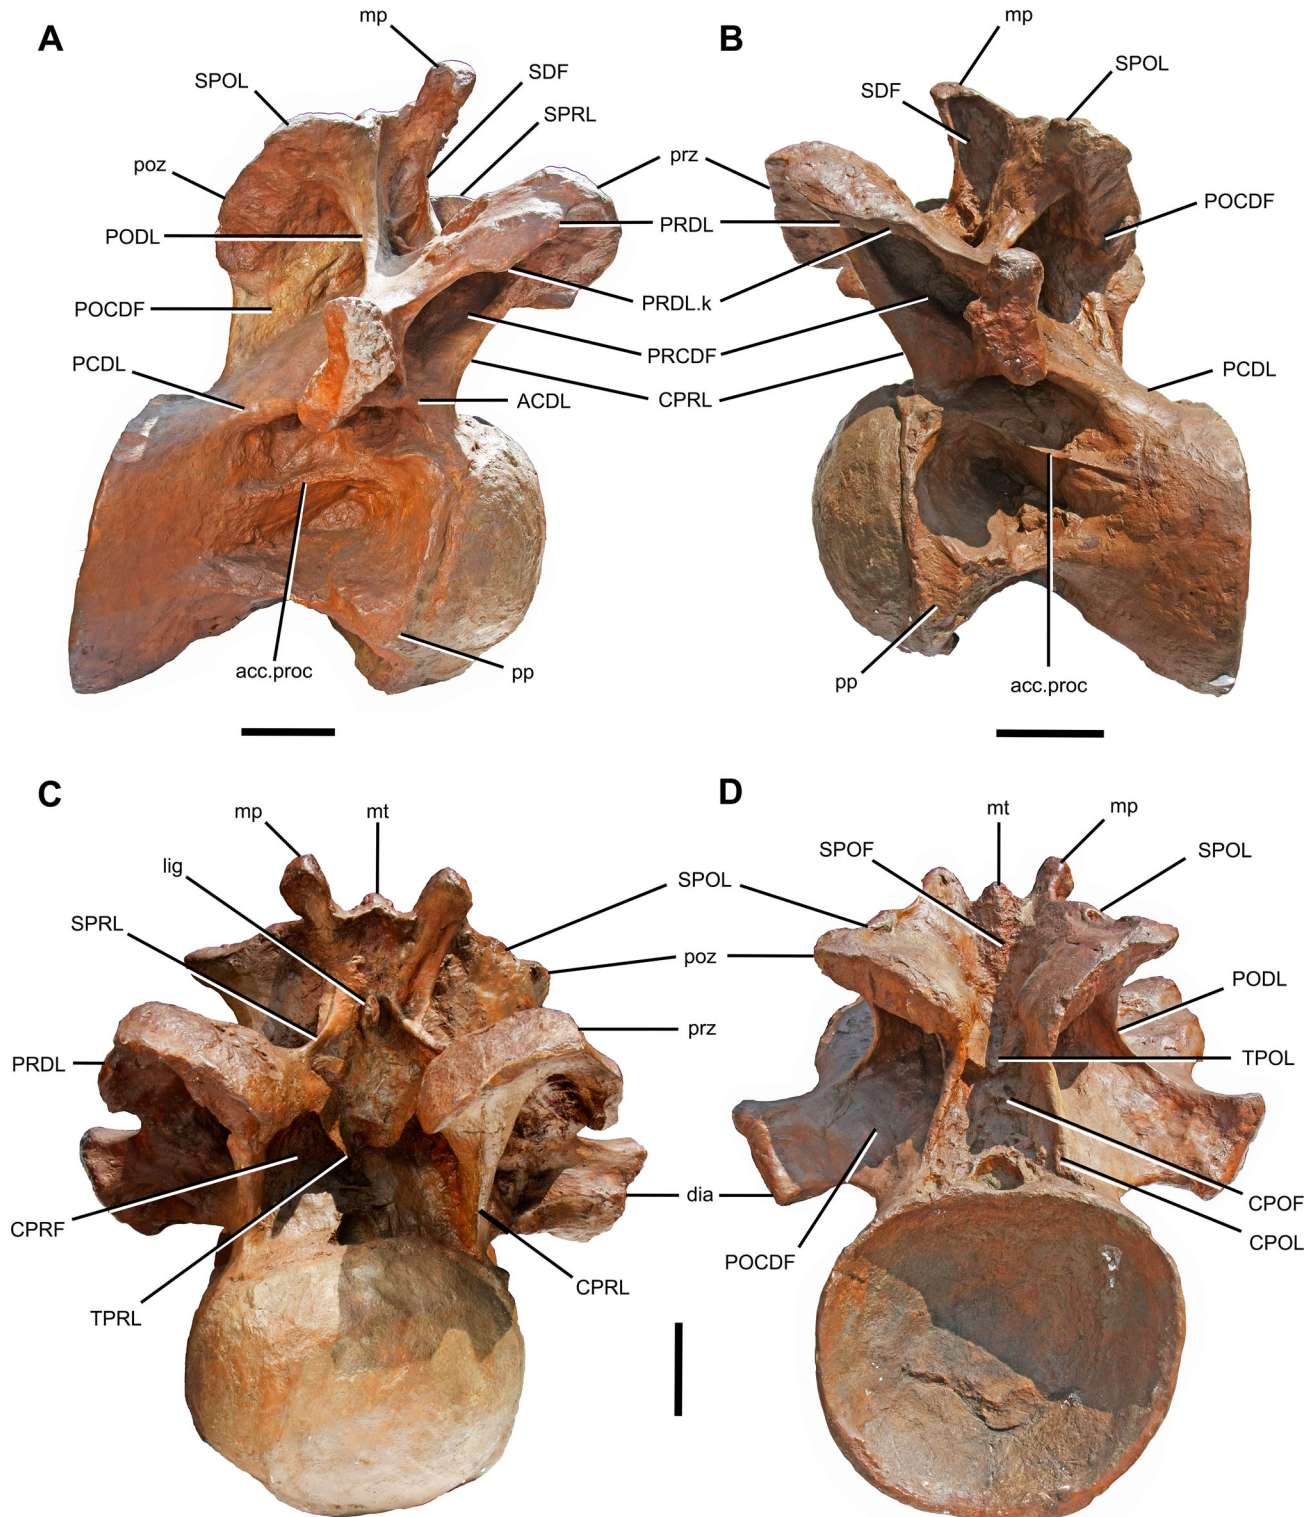 A
mp
SDF
SPOL
SPRL
poz
prz
PODL
PRDL
POCDF
PRDL.k
PRCDF
PCDL
ACDL
CPRL
acc.proc
pp
B
mp
SPOL
SDF
POCDF
PCDL
pp
acc.proc
C
mp
mt
lig
SPOL
SPRL
poz
prz
PRDL
dia
CPRF
CPRL
TPRL
D
mt
mp
SPOF
SPOL
PODL
TPOL
CPOF
CPOL
POCDF